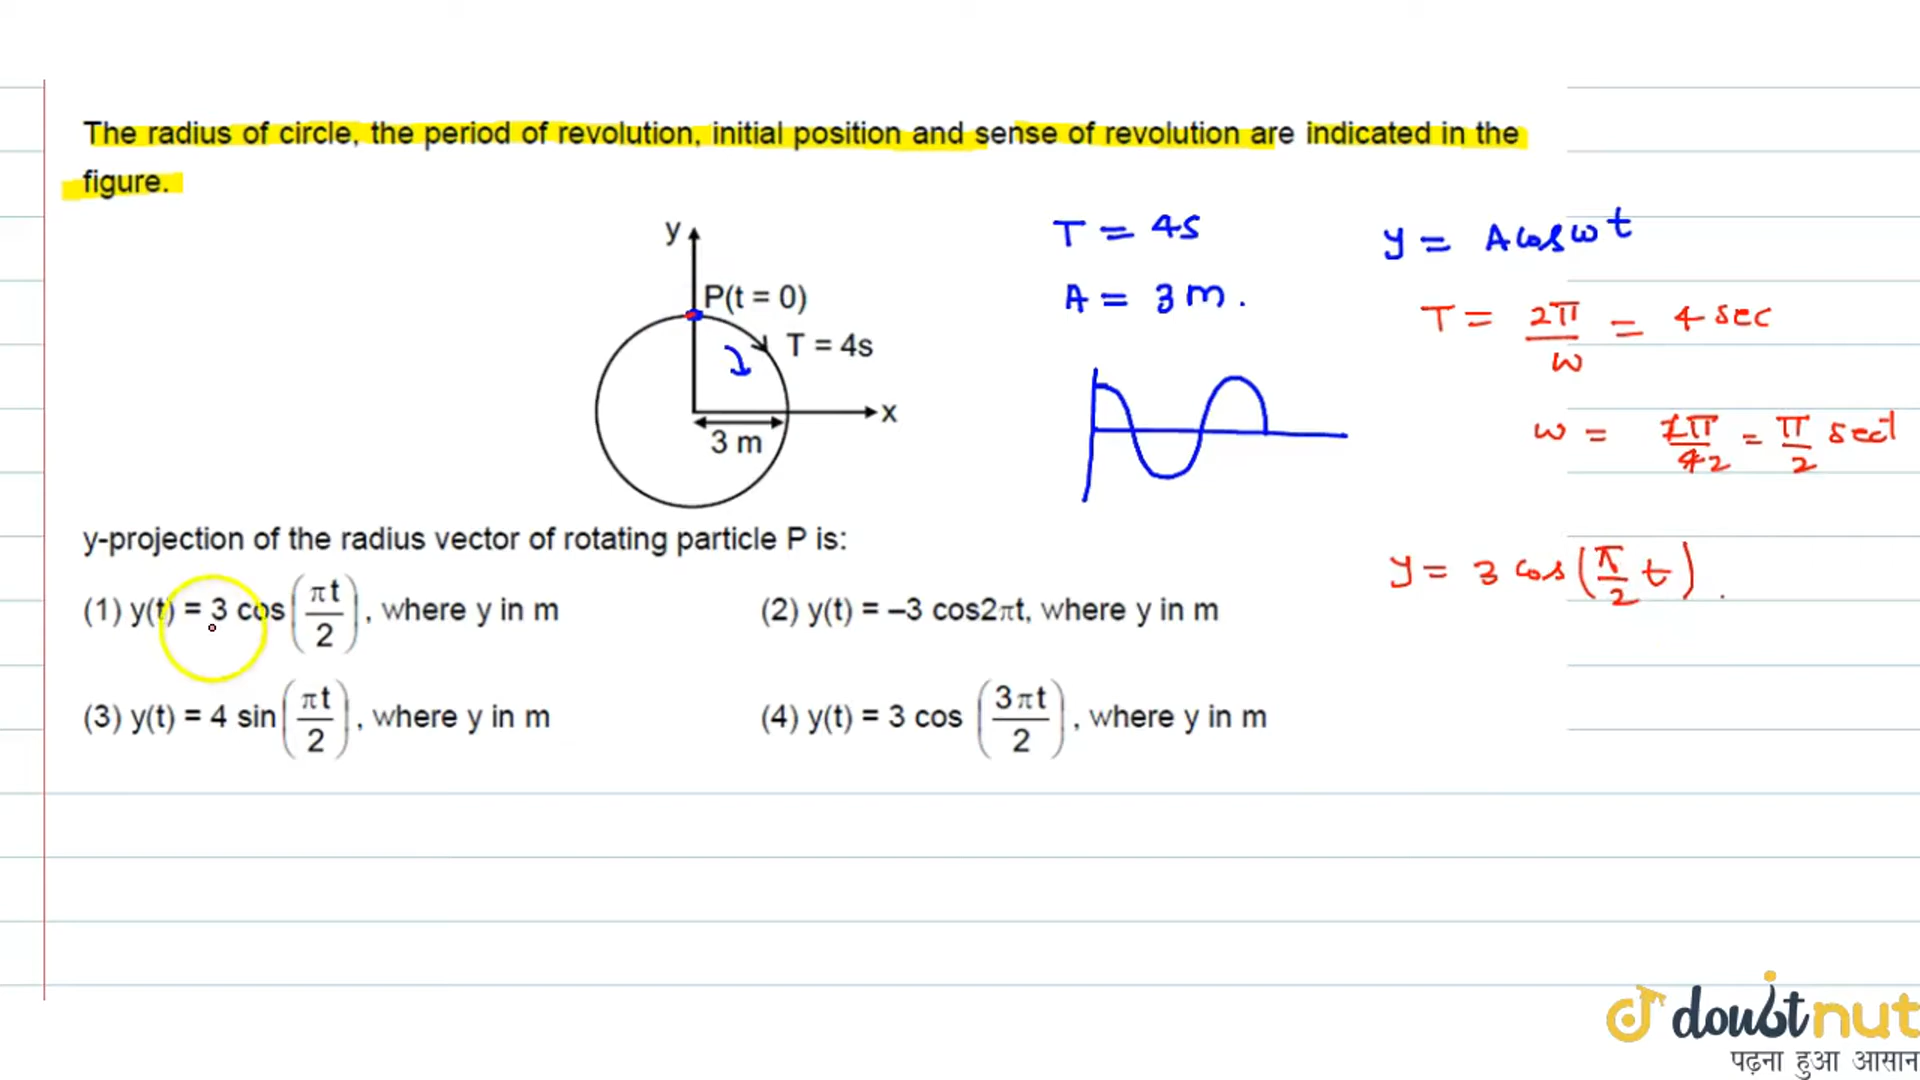 The radius of circle, the period of revolution, initial position and sense of revolution are indicated in the
figure.
y
P(t = 0)
T = 4s
x
3 m
T = 4s
A = 3 m.
y = A cos ω t
T = 2π/ω = 4 sec
ω = 2π/4 2 = π/2 sec-1
y = 3 cos (π/2 t).
y-projection of the radius vector of rotating particle P is:
(1) y(t) = 3 cos (πt/2), where y in m
(2) y(t) = –3 cos2πt, where y in m
(3) y(t) = 4 sin (πt/2), where y in m
(4) y(t) = 3 cos (3πt/2), where y in m
doubtnut
पढ़ना हुआ आसान